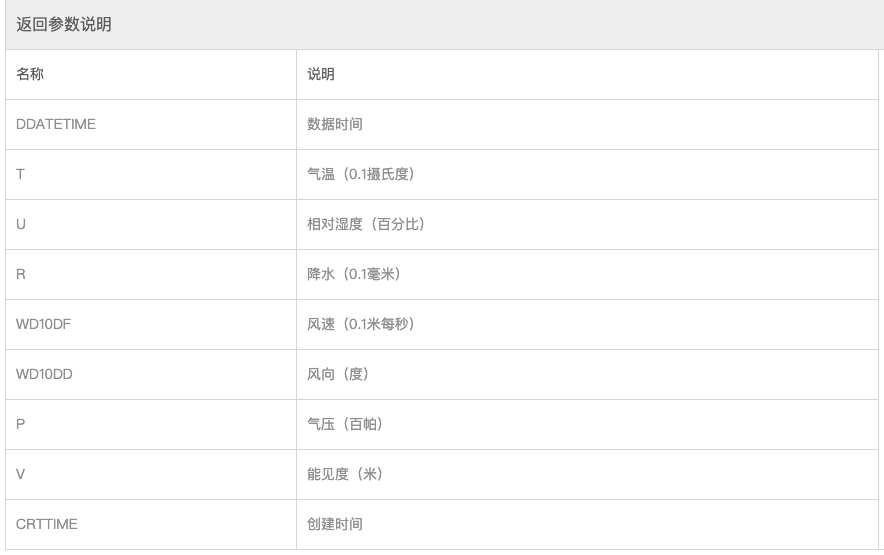 返回参数说明
名称 说明
DDATETIME 数据时间
T 气温（0.1摄氏度）
U 相对湿度（百分比）
R 降水（0.1毫米）
WD10DF 风速（0.1米每秒）
WD10DD 风向（度）
P 气压（百帕）
V 能见度（米）
CRTTIME 创建时间